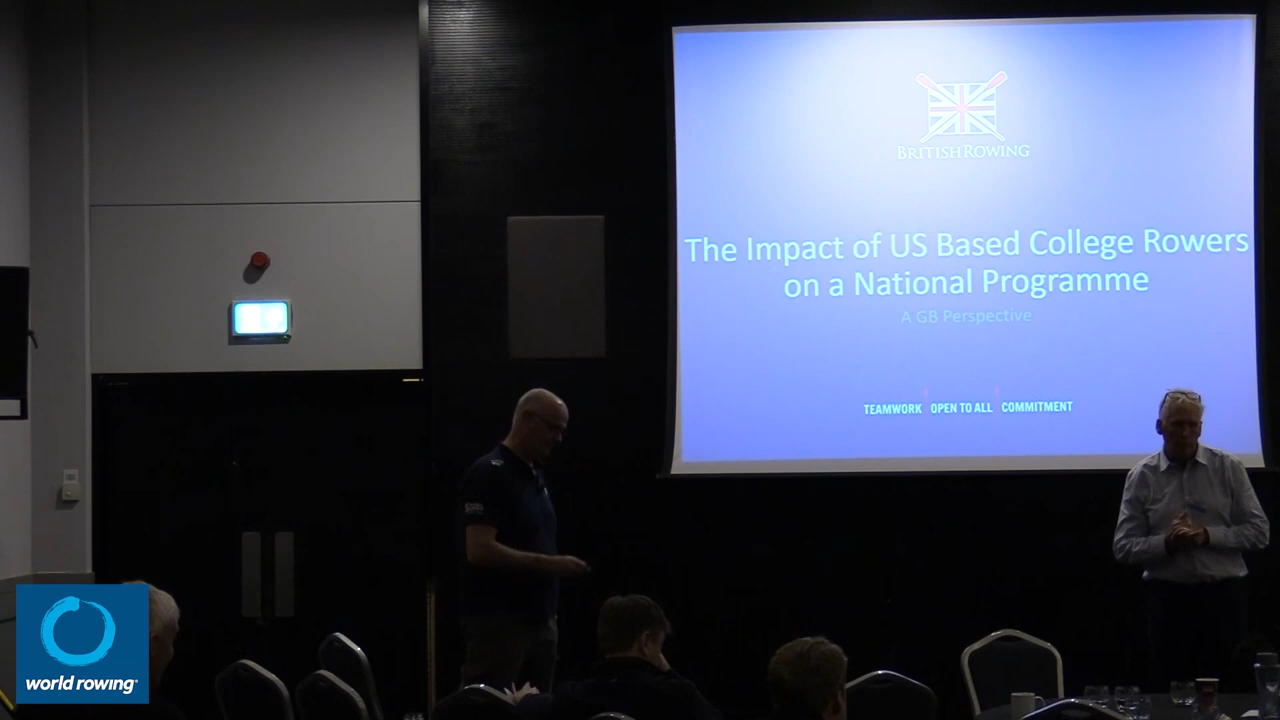 BRITISH ROWING
The Impact of US Based College Rowers
on a National Programme
A GB Perspective
TEAMWORK OPEN TO ALL COMMITMENT
world rowing